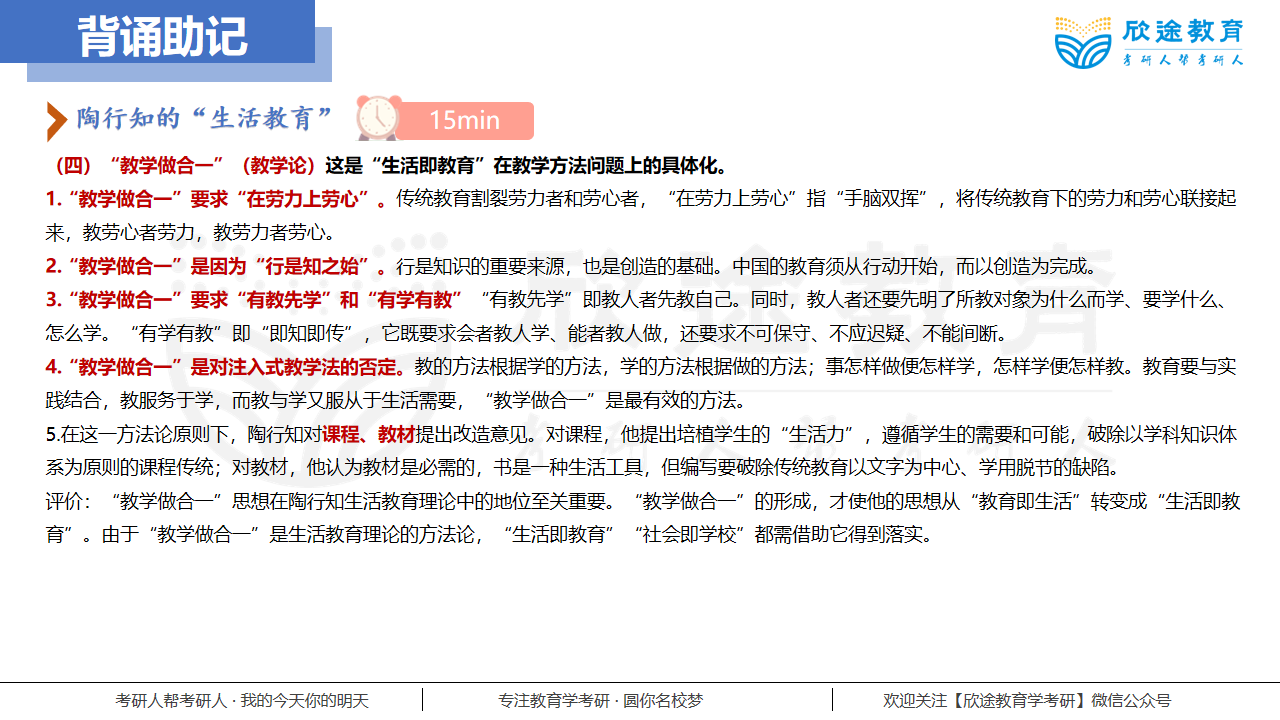 背诵助记
欣途教育
考研人帮考研人
陶行知的“生活教育”
15min
（四）“教学做合一”（教学论）这是“生活即教育”在教学方法问题上的具体化。
1.“教学做合一”要求“在劳力上劳心”。传统教育割裂劳力者和劳心者，“在劳力上劳心”指“手脑双挥”，将传统教育下的劳力和劳心联接起
来，教劳心者劳力，教劳力者劳心。
2.“教学做合一”是因为“行是知之始”。行是知识的重要来源，也是创造的基础。中国的教育须从行动开始，而以创造为完成。
3.“教学做合一”要求“有教先学”和“有学有教”“有教先学”即教人者先教自己。同时，教人者还要先明了所教对象为什么而学、要学什么、
怎么学。“有学有教”即“即知即传”，它既要求会者教人学、能者教人做，还要求不可保守、不应迟疑、不能间断。
4.“教学做合一”是对注入式教学法的否定。教的方法根据学的方法，学的方法根据做的方法；事怎样做便怎样学，怎样学便怎样教。教育要与实
践结合，教服务于学，而教与学又服从于生活需要，“教学做合一”是最有效的方法。
5.在这一方法论原则下，陶行知对课程、教材提出改造意见。对课程，他提出培植学生的“生活力”，遵循学生的需要和可能，破除以学科知识体
系为原则的课程传统；对教材，他认为教材是必需的，书是一种生活工具，但编写要破除传统教育以文字为中心、学用脱节的缺陷。
评价：“教学做合一”思想在陶行知生活教育理论中的地位至关重要。“教学做合一”的形成，才使他的思想从“教育即生活”转变成“生活即教
育”。由于“教学做合一”是生活教育理论的方法论，“生活即教育”“社会即学校”都需借助它得到落实。
欣途教育
考研人帮考研人
考研人帮考研人 · 我的今天你的明天
专注教育学考研 · 圆你名校梦
欢迎关注【欣途教育学考研】微信公众号